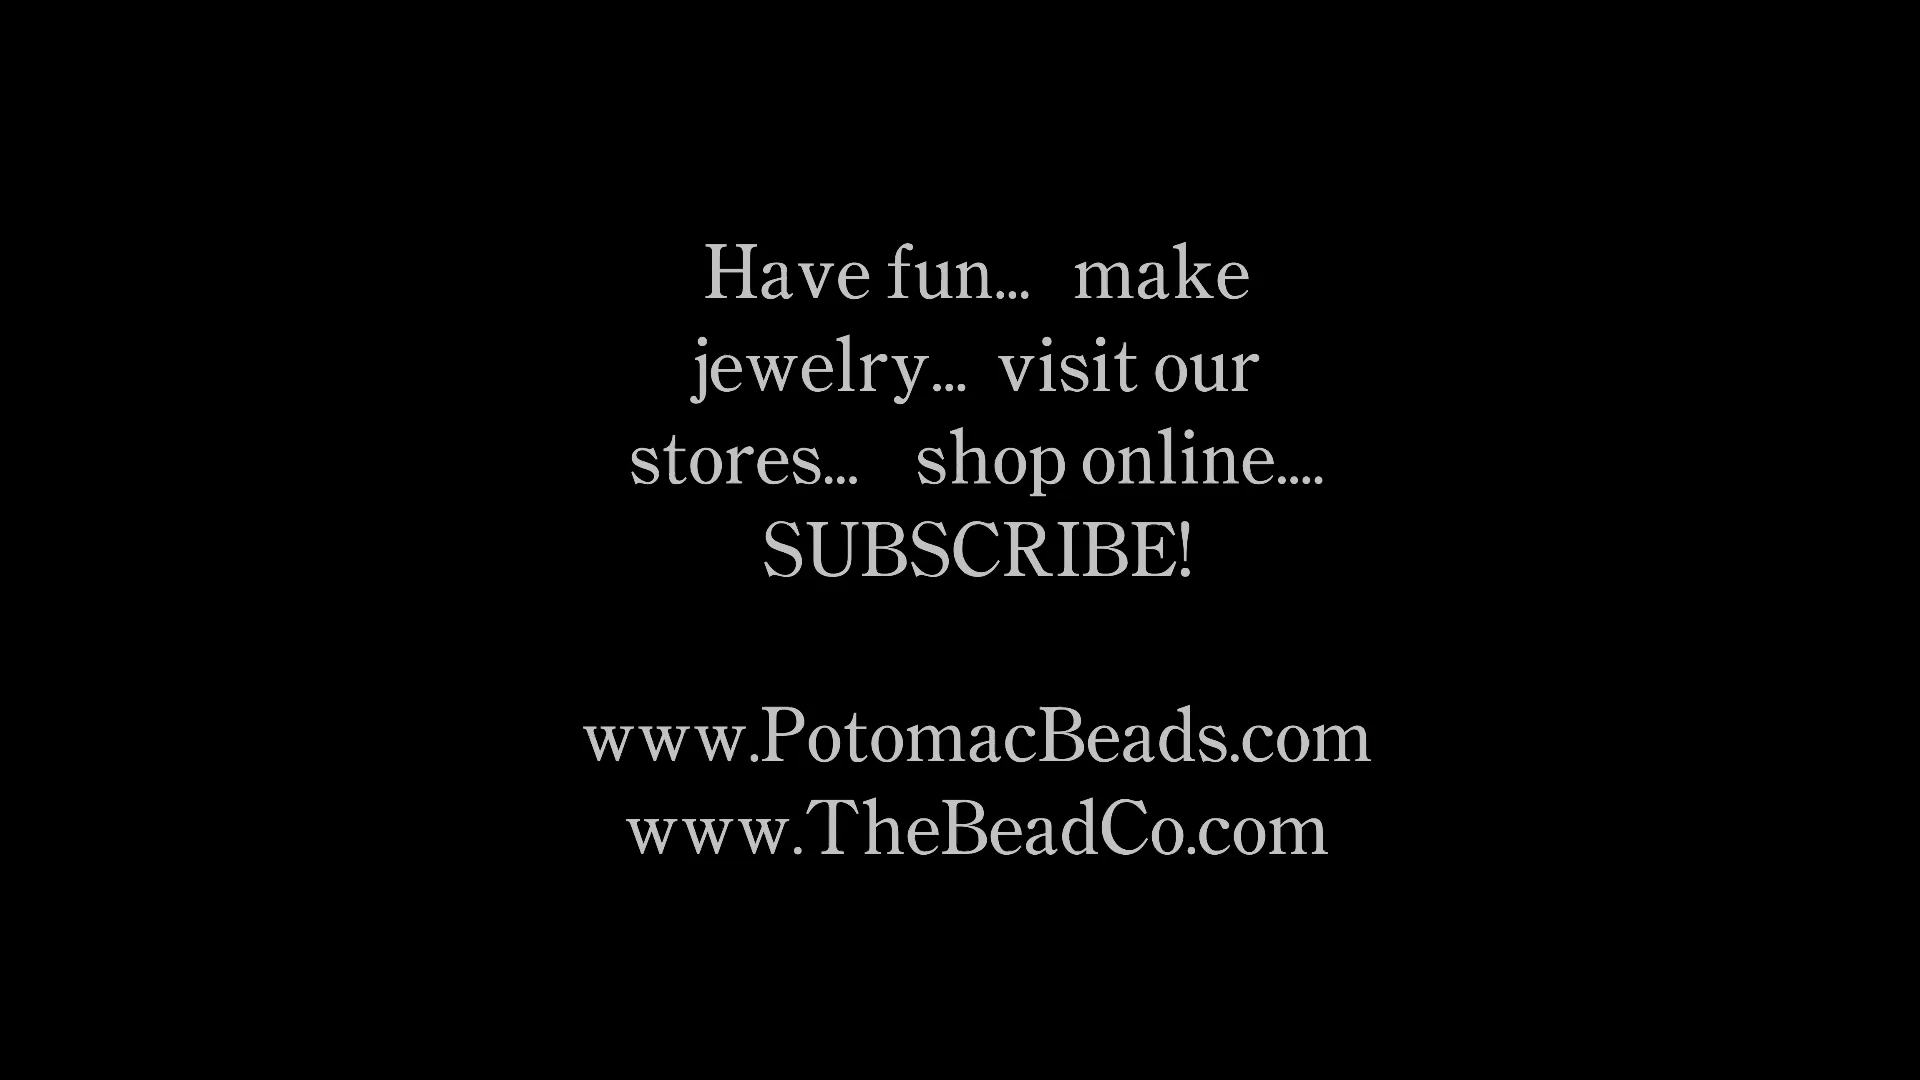 Have fun...   make
jewelry...  visit our
stores...    shop online....
SUBSCRIBE!
www.PotomacBeads.com
www.TheBeadCo.com